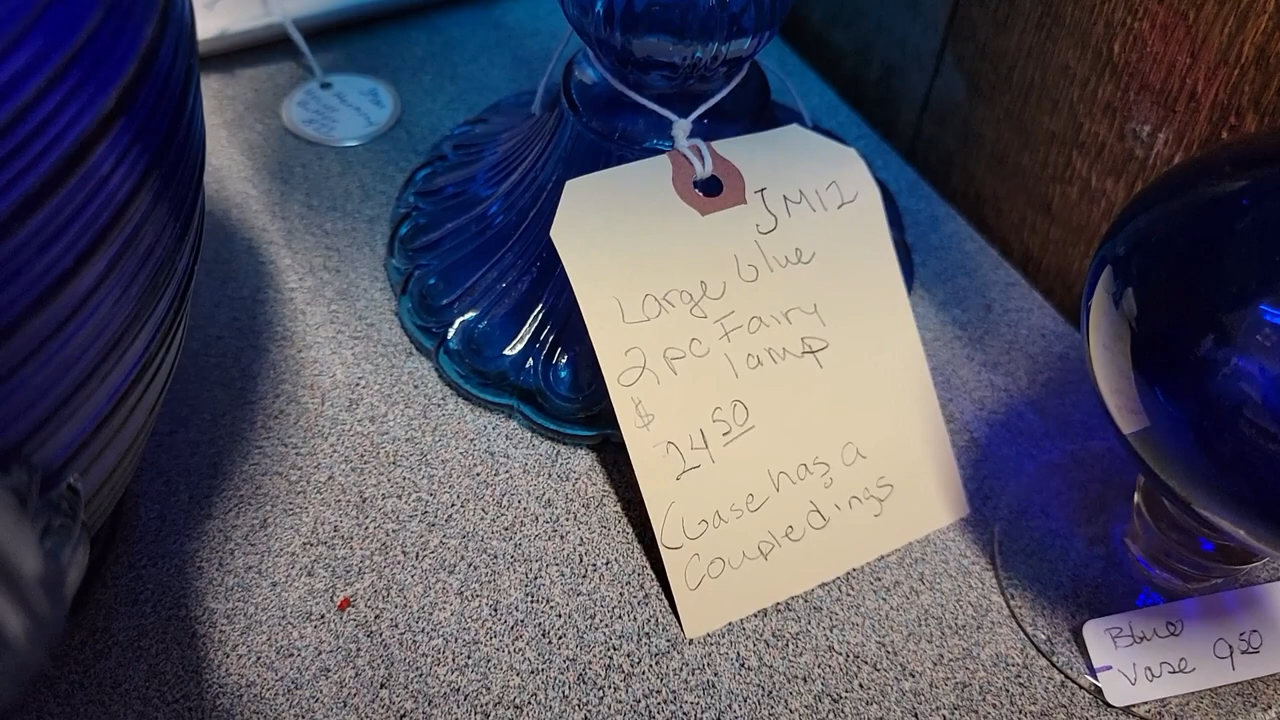 JM12
Large blue
2pc Fairy
lamp
$
24 50
(base has a
couple dings
Blue
Vase 9 50